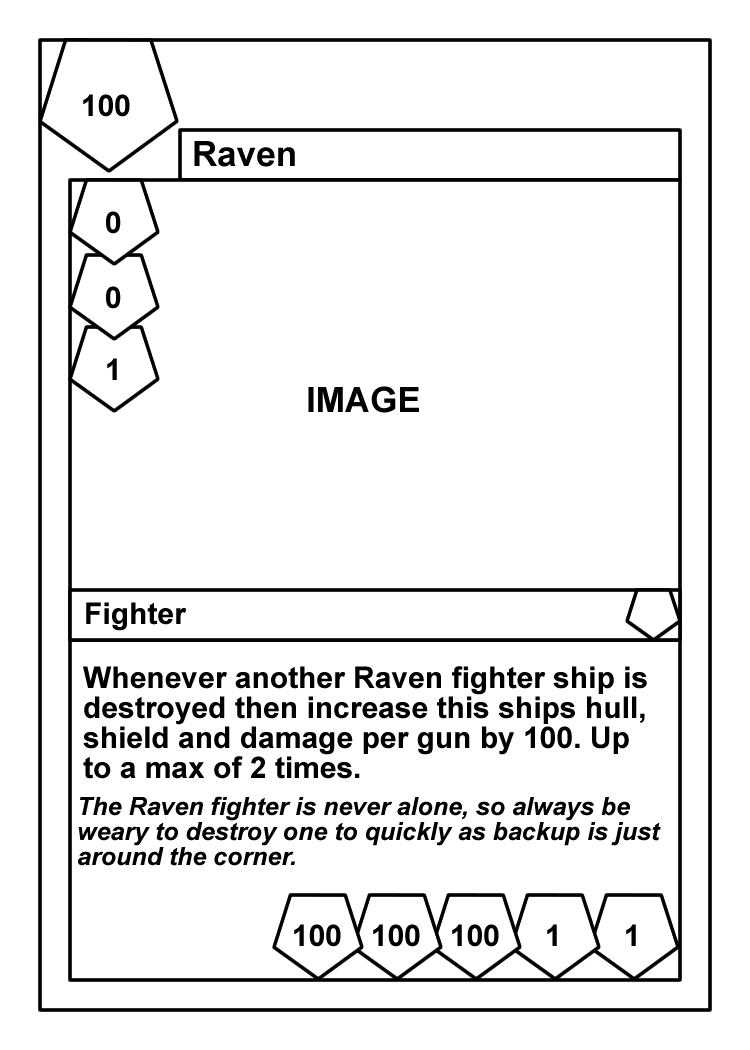 100
Raven
0
0
1
IMAGE
Fighter
Whenever another Raven fighter ship is
destroyed then increase this ships hull,
shield and damage per gun by 100. Up
to a max of 2 times.
The Raven fighter is never alone, so always be
weary to destroy one to quickly as backup is just
around the corner.
100 100 100 1 1